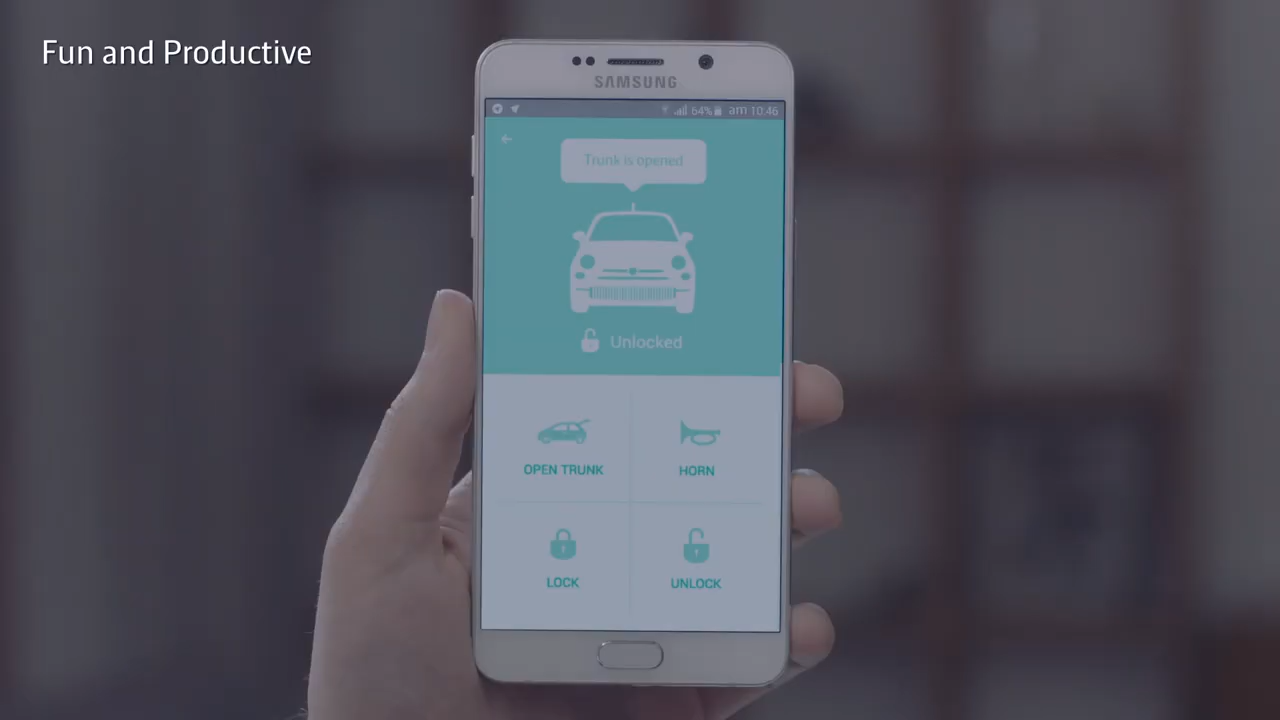 Fun and Productive
SAMSUNG
64% am 10:46
Trunk is opened
Unlocked
OPEN TRUNK
HORN
LOCK
UNLOCK